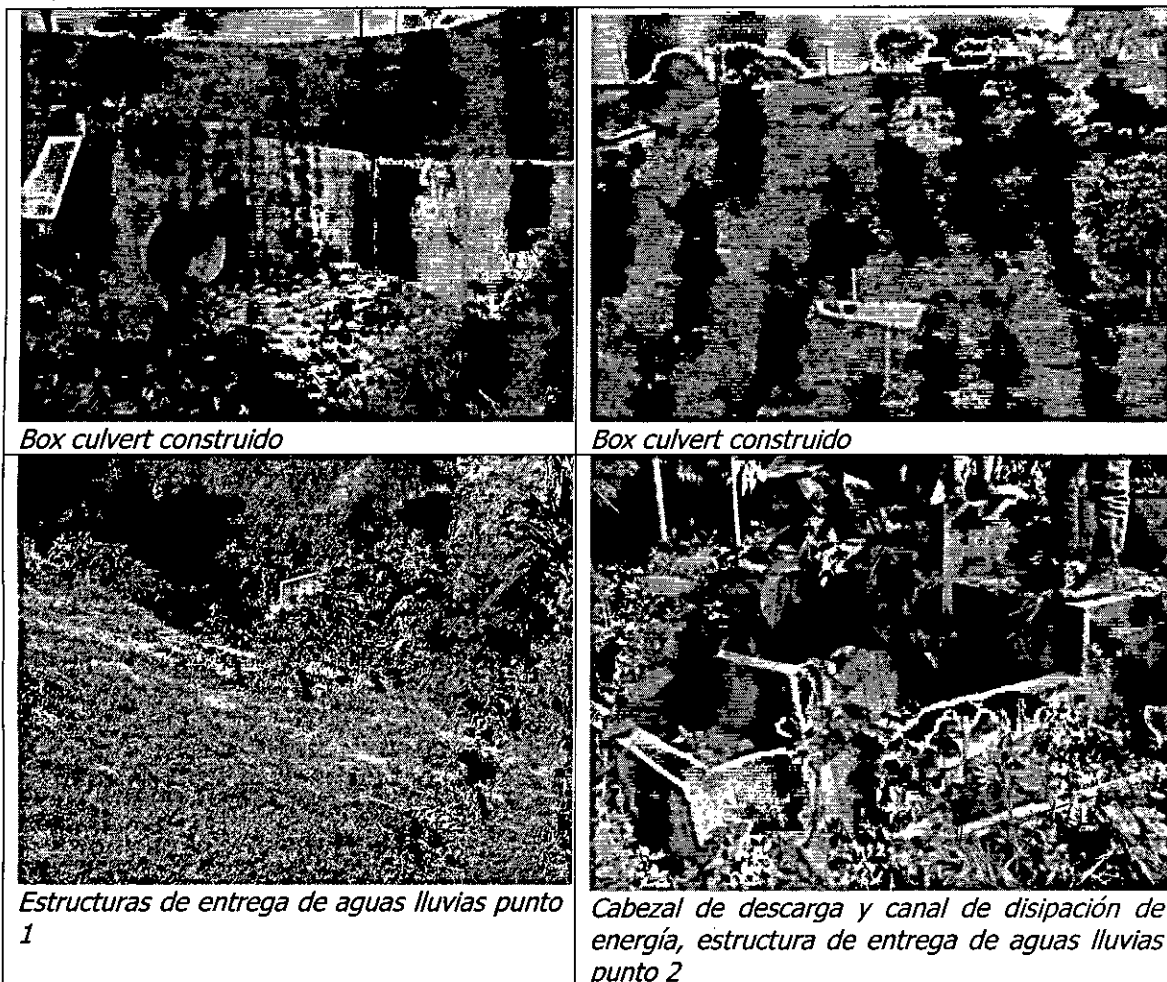 Box culvert construido
Box culvert construido
Estructuras de entrega de aguas lluvias punto
1
Cabezal de descarga y canal de disipación de
energía, estructura de entrega de aguas lluvias
punto 2